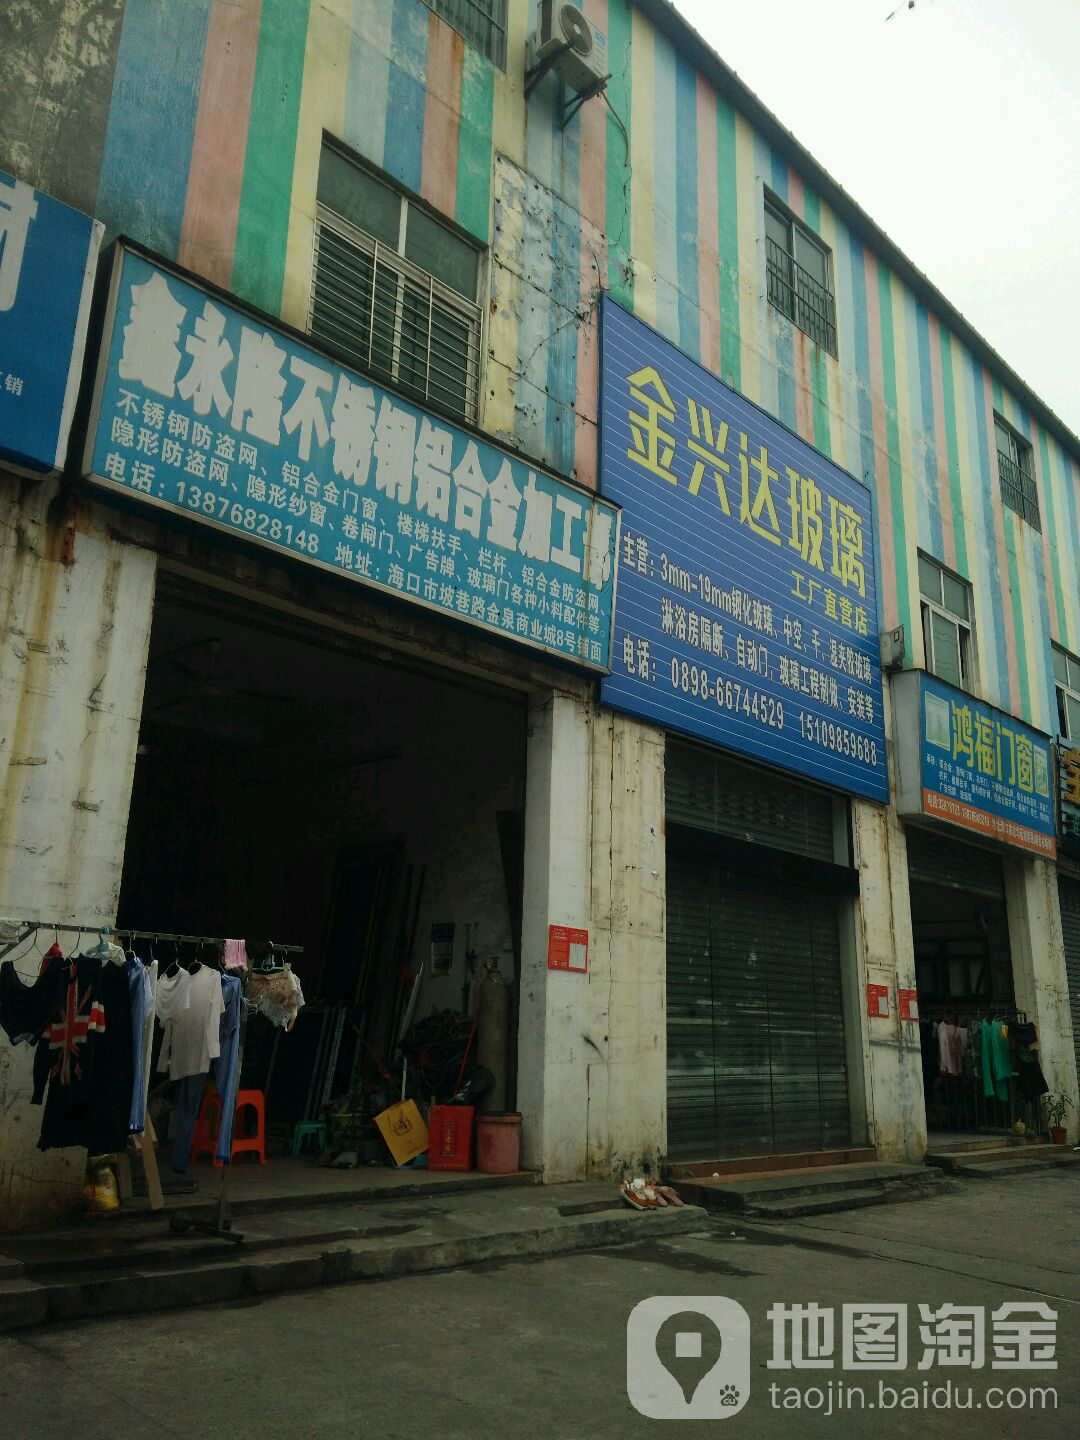 材
销
鑫永隆不锈钢铝合金加工部
不锈钢防盗网、铝合金门窗、楼梯扶手、栏杆、铝合金防盗网、
隐形防盗网、隐形纱窗、卷闸门、广告牌、玻璃门各种小料配件等。
电话：13876828148 地址：海口市坡巷路金泉商业城8号铺面
金兴达玻璃
工厂直营店
主营：3mm-19mm钢化玻璃、中空、干、湿夹胶玻璃
淋浴房隔断、自动门、玻璃工程制做、安装等
电话：0898-66744529 15109859688
鸿福门窗
地图淘金
taojin.baidu.com